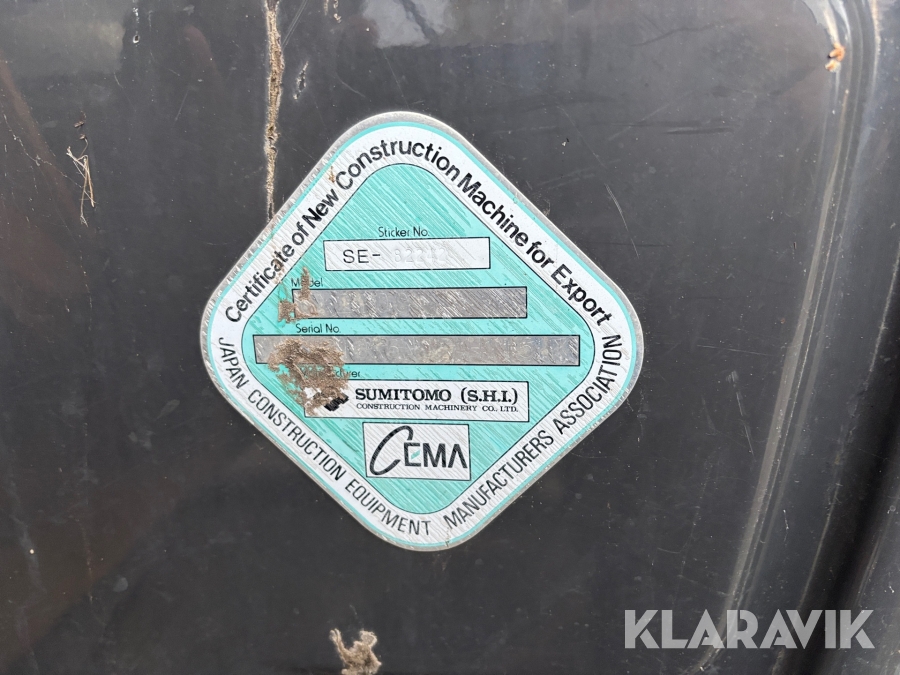 Certificate of New Construction Machine for Export
Sticker No.
SE-
Model
Serial No.
SUMITOMO (S.H.I.)
CONSTRUCTION MACHINERY CO., LTD.
CEMA
JAPAN CONSTRUCTION EQUIPMENT MANUFACTURERS ASSOCIATION
KLARAVIK